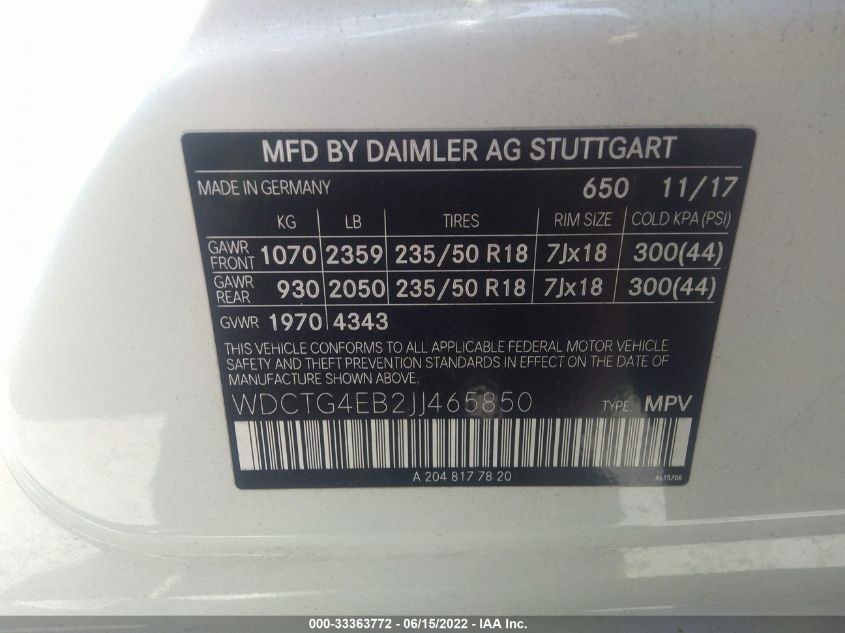 MFD BY DAIMLER AG STUTTGART
MADE IN GERMANY 650 11/17
KG LB TIRES RIM SIZE COLD KPA (PSI)
GAWR FRONT 1070 2359 235/50 R18 7Jx18 300(44)
GAWR REAR 930 2050 235/50 R18 7Jx18 300(44)
GVWR 1970 4343
THIS VEHICLE CONFORMS TO ALL APPLICABLE FEDERAL MOTOR VEHICLE
SAFETY AND THEFT PREVENTION STANDARDS IN EFFECT ON THE DATE OF
MANUFACTURE SHOWN ABOVE.
WDCTG4EB2JJ465850 TYPE: MPV
A 204 817 78 20 4615708
000-33363772 - 06/15/2022 - IAA Inc.